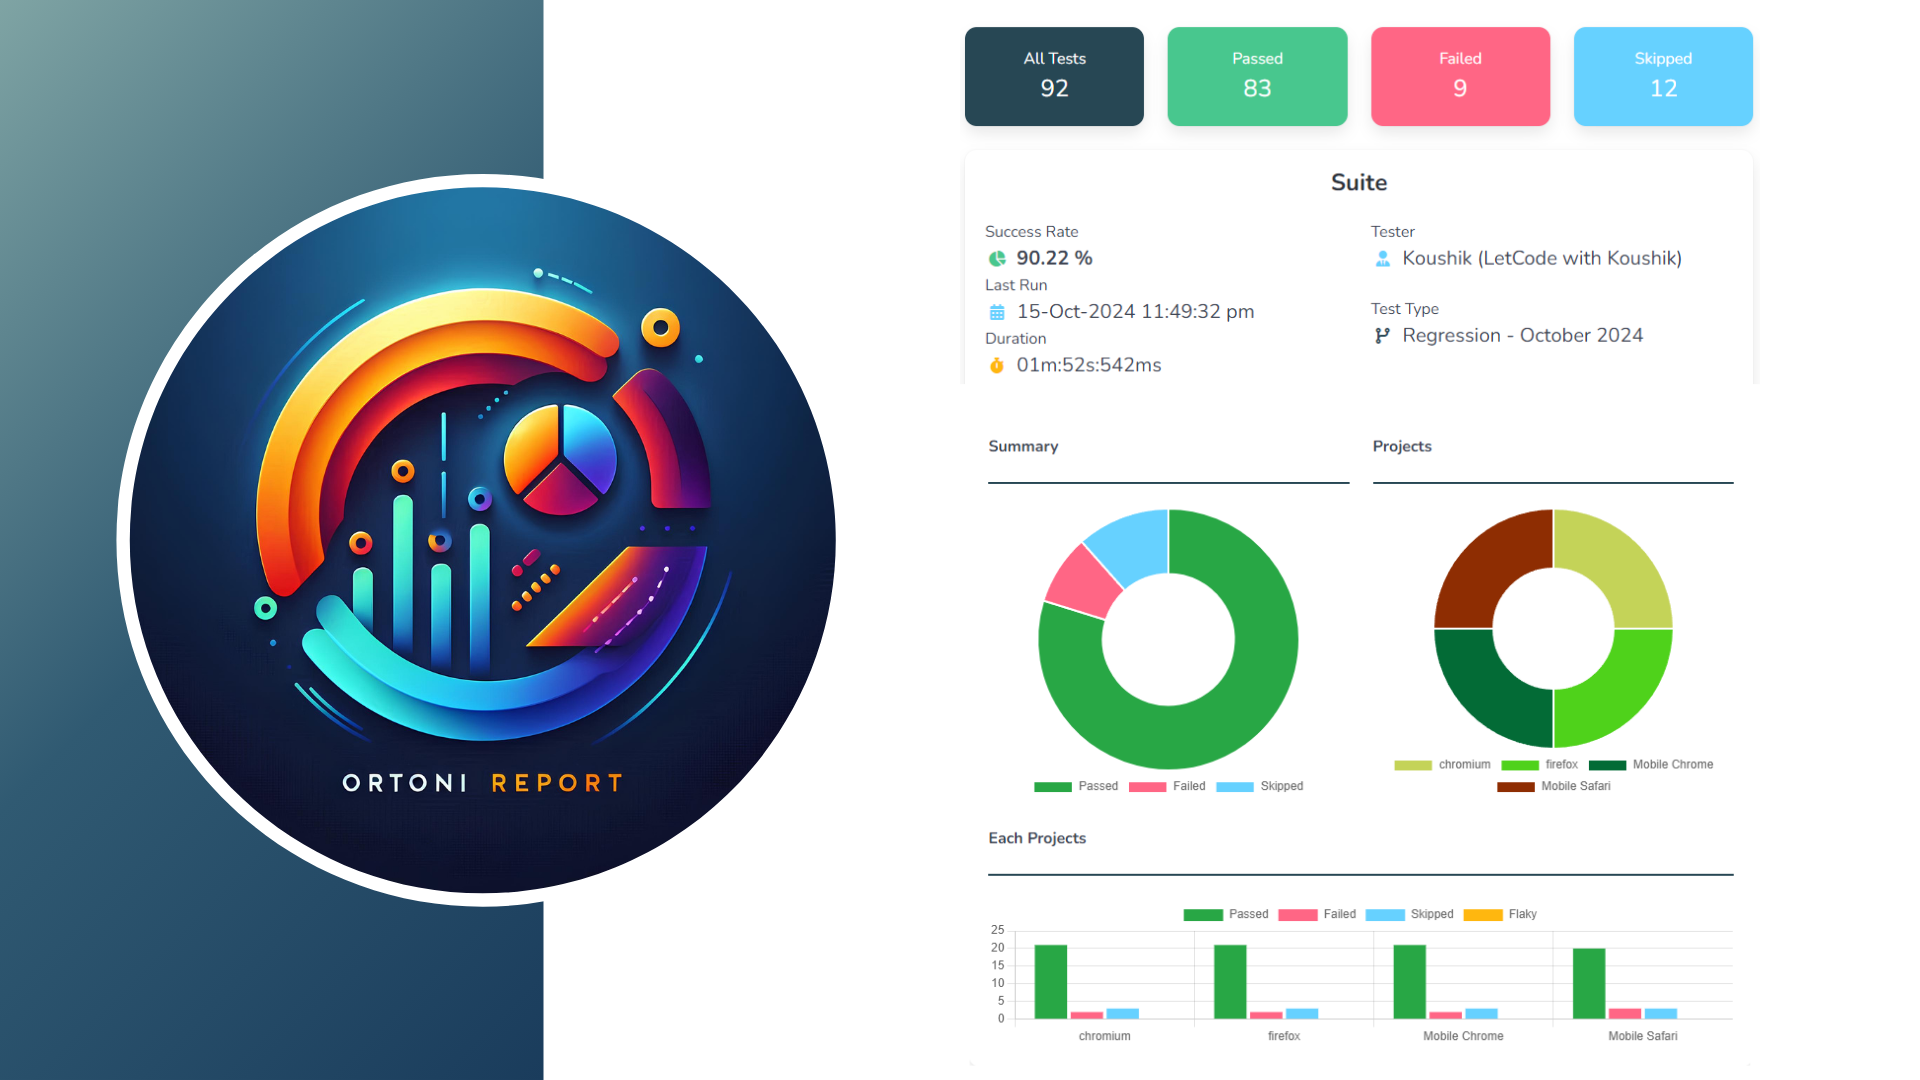 ORTONI REPORT
All Tests
92
Passed
83
Failed
9
Skipped
12
Suite
Success Rate
90.22 %
Last Run
15-Oct-2024 11:49:32 pm
Duration
01m:52s:542ms
Tester
Koushik (LetCode with Koushik)
Test Type
Regression - October 2024
Summary
Passed Failed Skipped
Projects
chromium firefox Mobile Chrome
Mobile Safari
Each Projects
Passed Failed Skipped Flaky
25
20
15
10
5
0
chromium firefox Mobile Chrome Mobile Safari